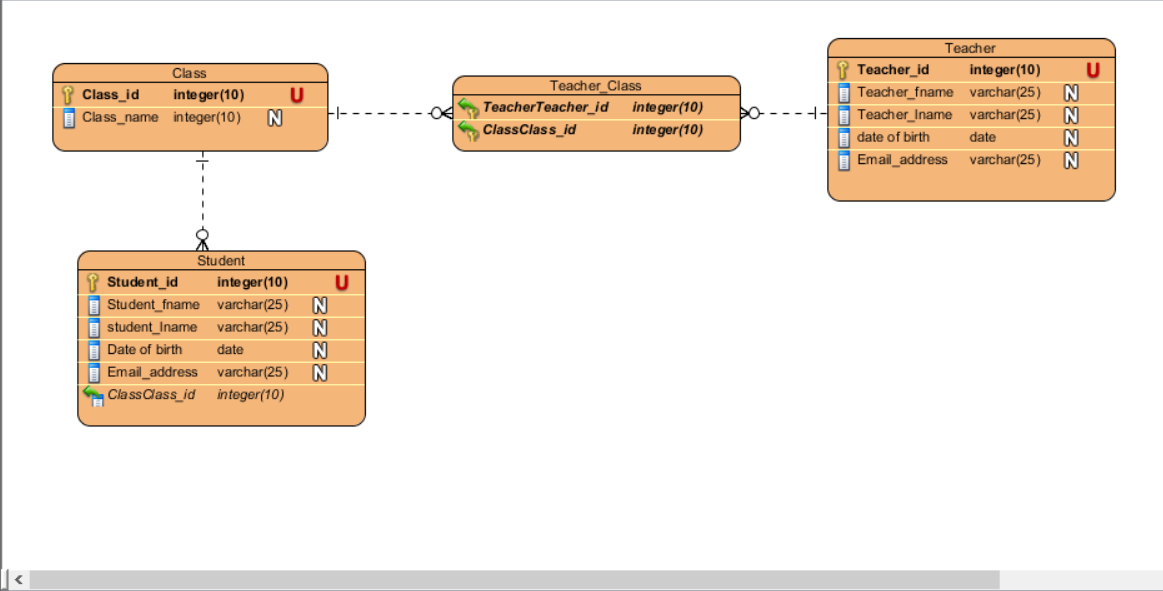 Class
Class_id integer(10) U
Class_name integer(10) N
Teacher_Class
TeacherTeacher_id integer(10)
ClassClass_id integer(10)
Teacher
Teacher_id integer(10) U
Teacher_fname varchar(25) N
Teacher_lname varchar(25) N
date of birth date N
Email_address varchar(25) N
Student
Student_id integer(10) U
Student_fname varchar(25) N
student_lname varchar(25) N
Date of birth date N
Email_address varchar(25) N
ClassClass_id integer(10)